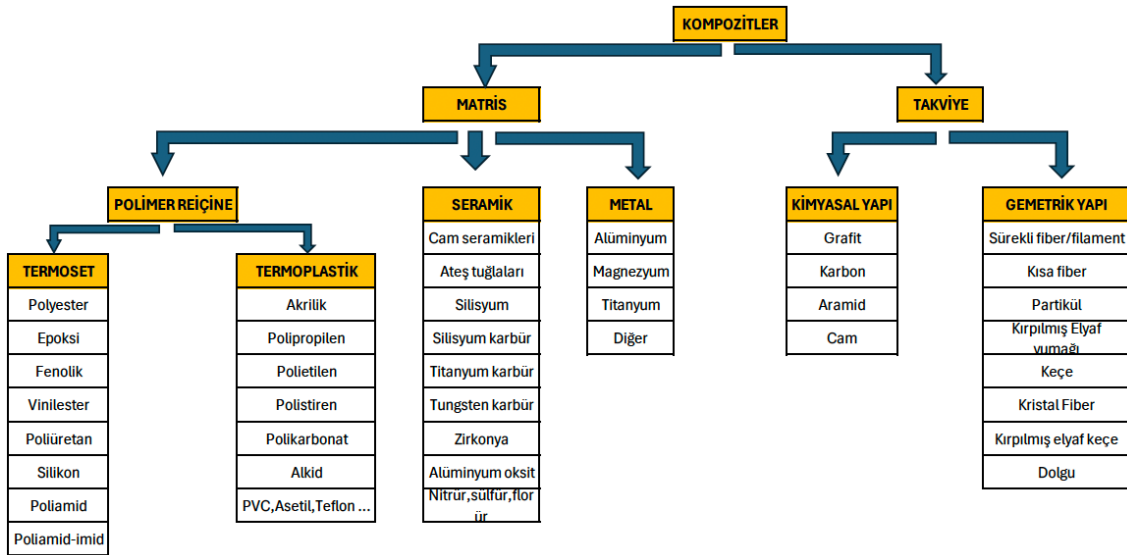 KOMPOZİTLER
MATRİS
TAKVİYE
POLİMER REİÇİNE
SERAMİK
METAL
KİMYASAL YAPI
GEMETRİK YAPI
TERMOSET
Polyester
Epoksi
Fenolik
Vinilester
Poliüretan
Silikon
Poliamid
Poliamid-imid
TERMOPLASTİK
Akrilik
Polipropilen
Polietilen
Polistiren
Polikarbonat
Alkid
PVC,Asetil,Teflon ...
Cam seramikleri
Ateş tuğlaları
Silisyum
Silisyum karbür
Titanyum karbür
Tungsten karbür
Zirkonya
Alüminyum oksit
Nitrür,sülfür,flor
ür
Alüminyum
Magnezyum
Titanyum
Diğer
Grafit
Karbon
Aramid
Cam
Sürekli fiber/filament
Kısa fiber
Partikül
Kırpılmış Elyaf
yumağı
Keçe
Kristal Fiber
Kırpılmış elyaf keçe
Dolgu